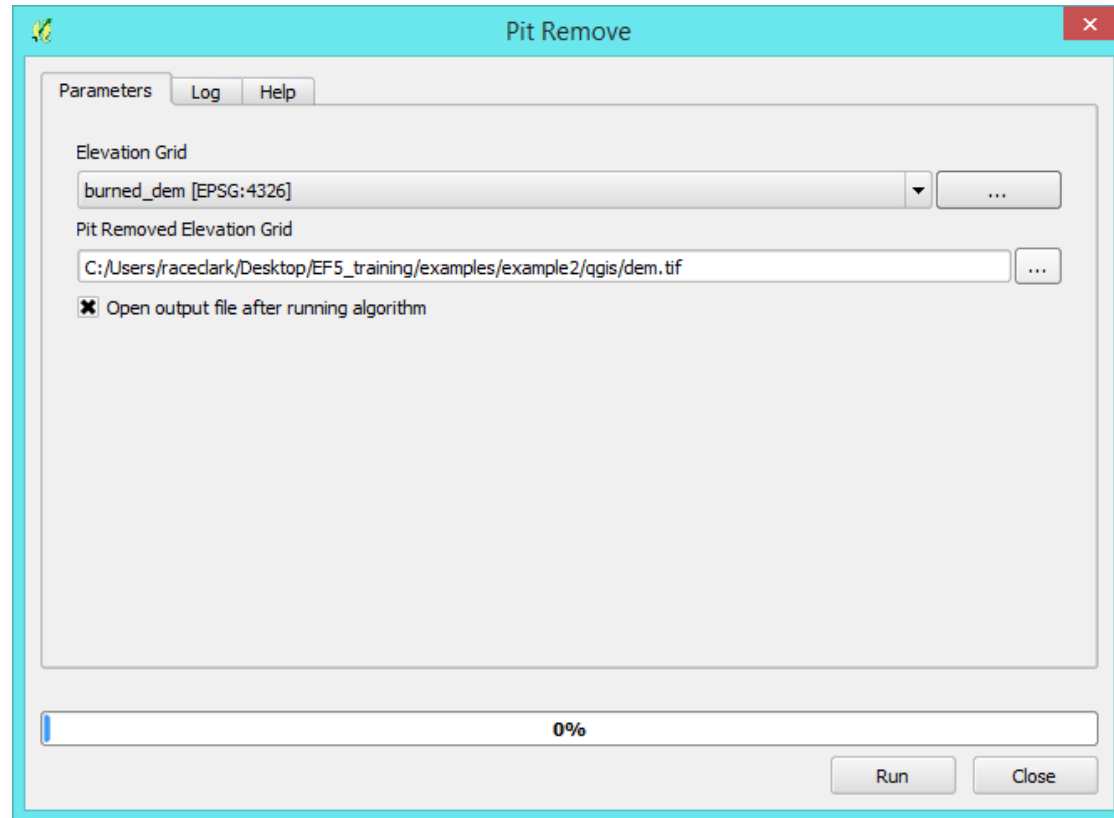 Pit Remove
Parameters Log Help
Elevation Grid
burned_dem [EPSG:4326]
...
Pit Removed Elevation Grid
C:/Users/raceclark/Desktop/EF5_training/examples/example2/qgis/dem.tif
...
Open output file after running algorithm
0%
Run Close